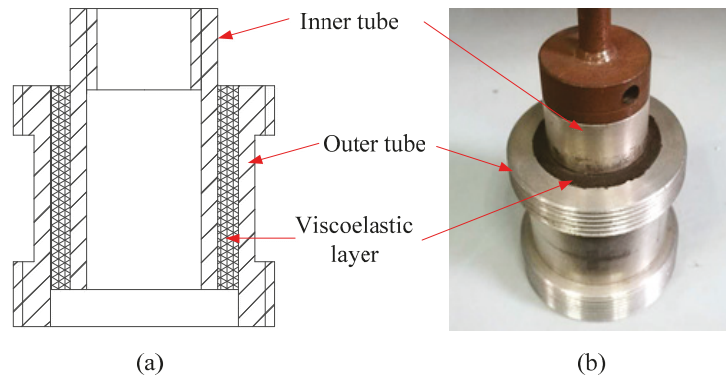 Inner tube
Outer tube
Viscoelastic
layer
(a)
(b)